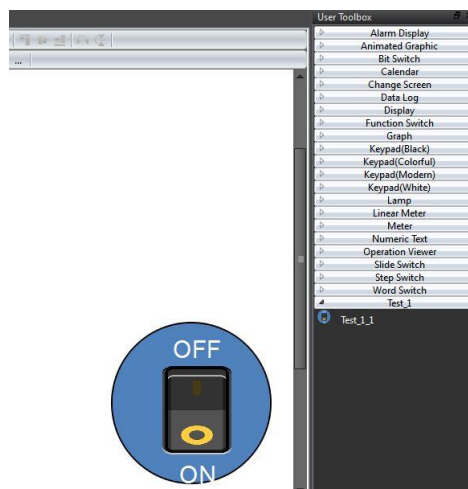 User Toolbox
Alarm Display
Animated Graphic
Bit Switch
Calendar
Change Screen
Data Log
Display
Function Switch
Graph
Keypad(Black)
Keypad(Colorful)
Keypad(Modern)
Keypad(White)
Lamp
Linear Meter
Meter
Numeric Text
Operation Viewer
Slide Switch
Step Switch
Word Switch
Test_1
Test_1_1
...
OFF
ON